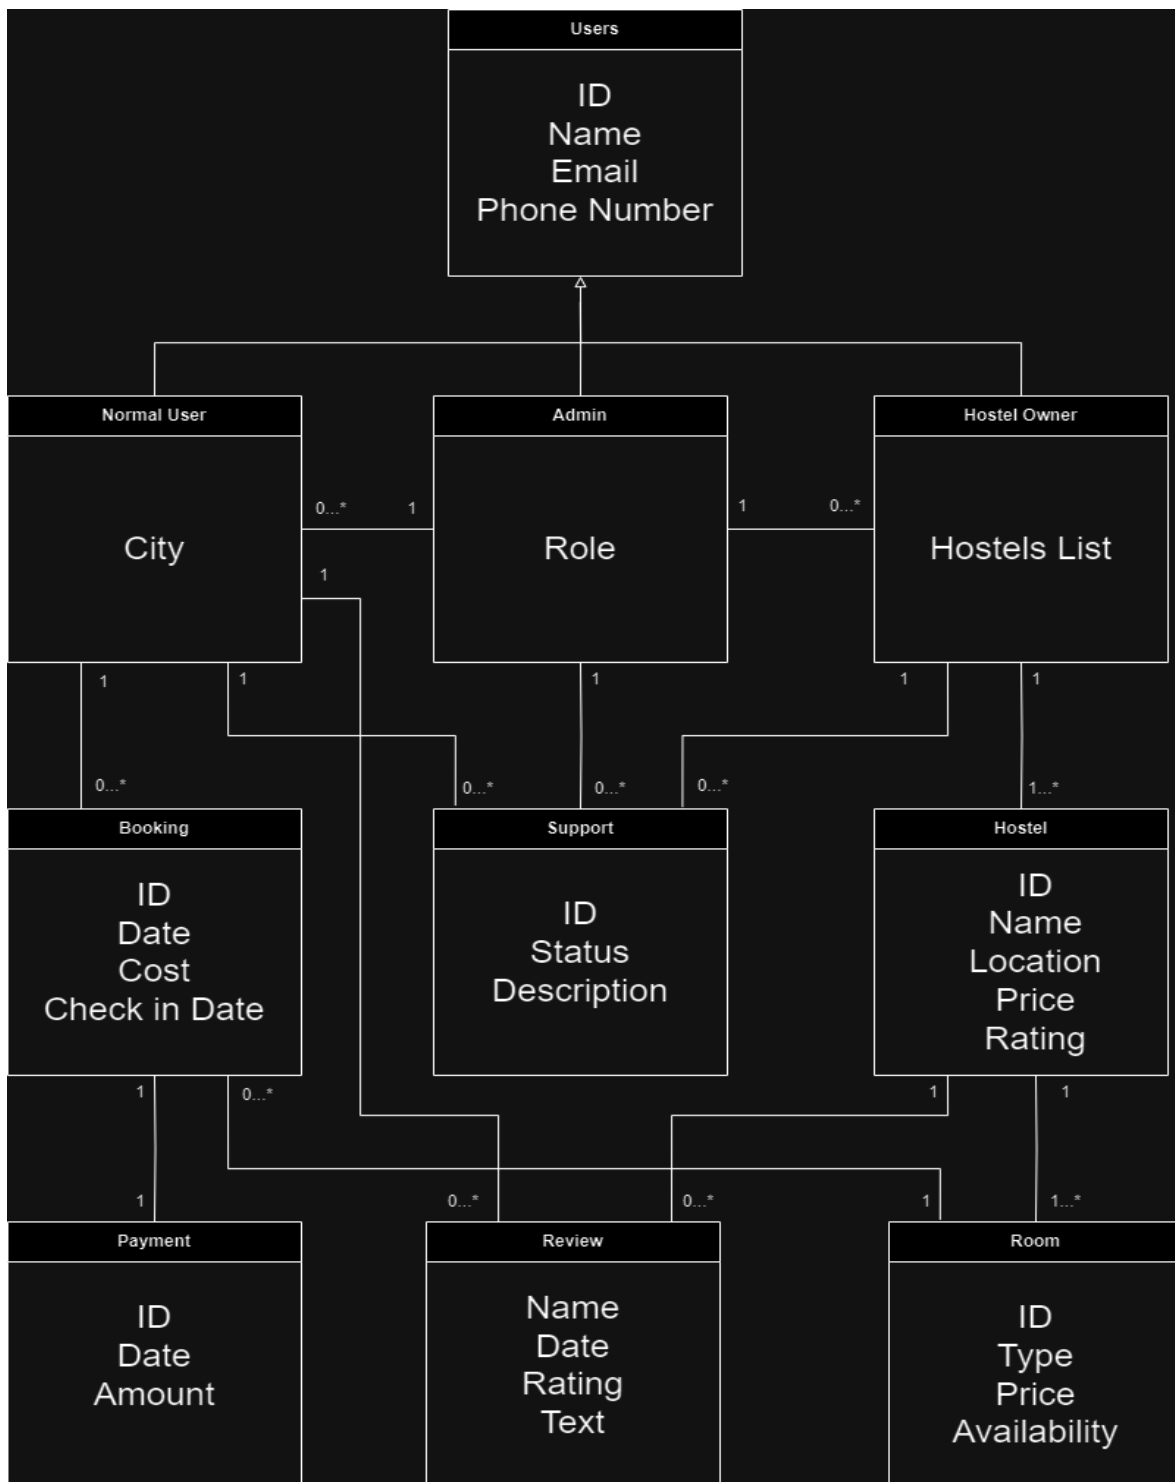 Users
ID
Name
Email
Phone Number
Normal User
Admin
Hostel Owner
0...*
1
1
0...*
City
Role
Hostels List
1
1
1
1
1
1
0...*
0...*
0...*
0...*
1...*
Booking
Support
Hostel
ID
Date
Cost
Check in Date
ID
Status
Description
ID
Name
Location
Price
Rating
1
0...*
1
1
1
0...*
0...*
1
1...*
Payment
Review
Room
ID
Date
Amount
Name
Date
Rating
Text
ID
Type
Price
Availability